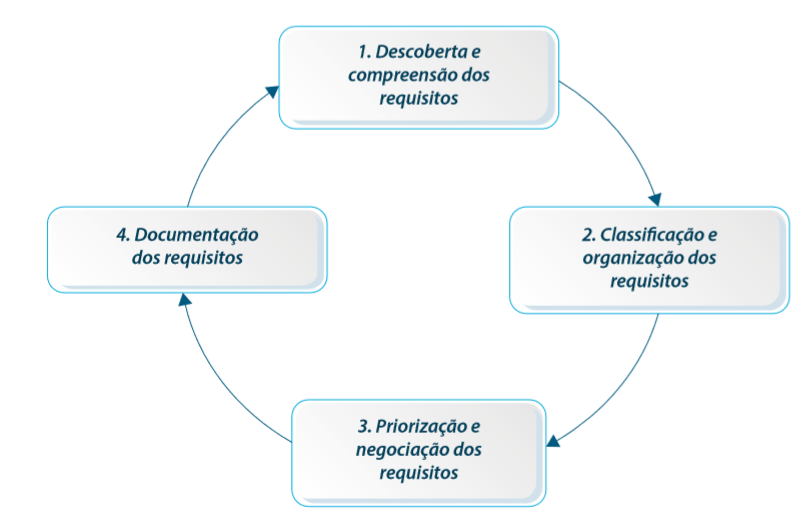 1. Descoberta e
compreensão dos
requisitos
4. Documentação
dos requisitos
2. Classificação e
organização dos
requisitos
3. Priorização e
negociação dos
requisitos